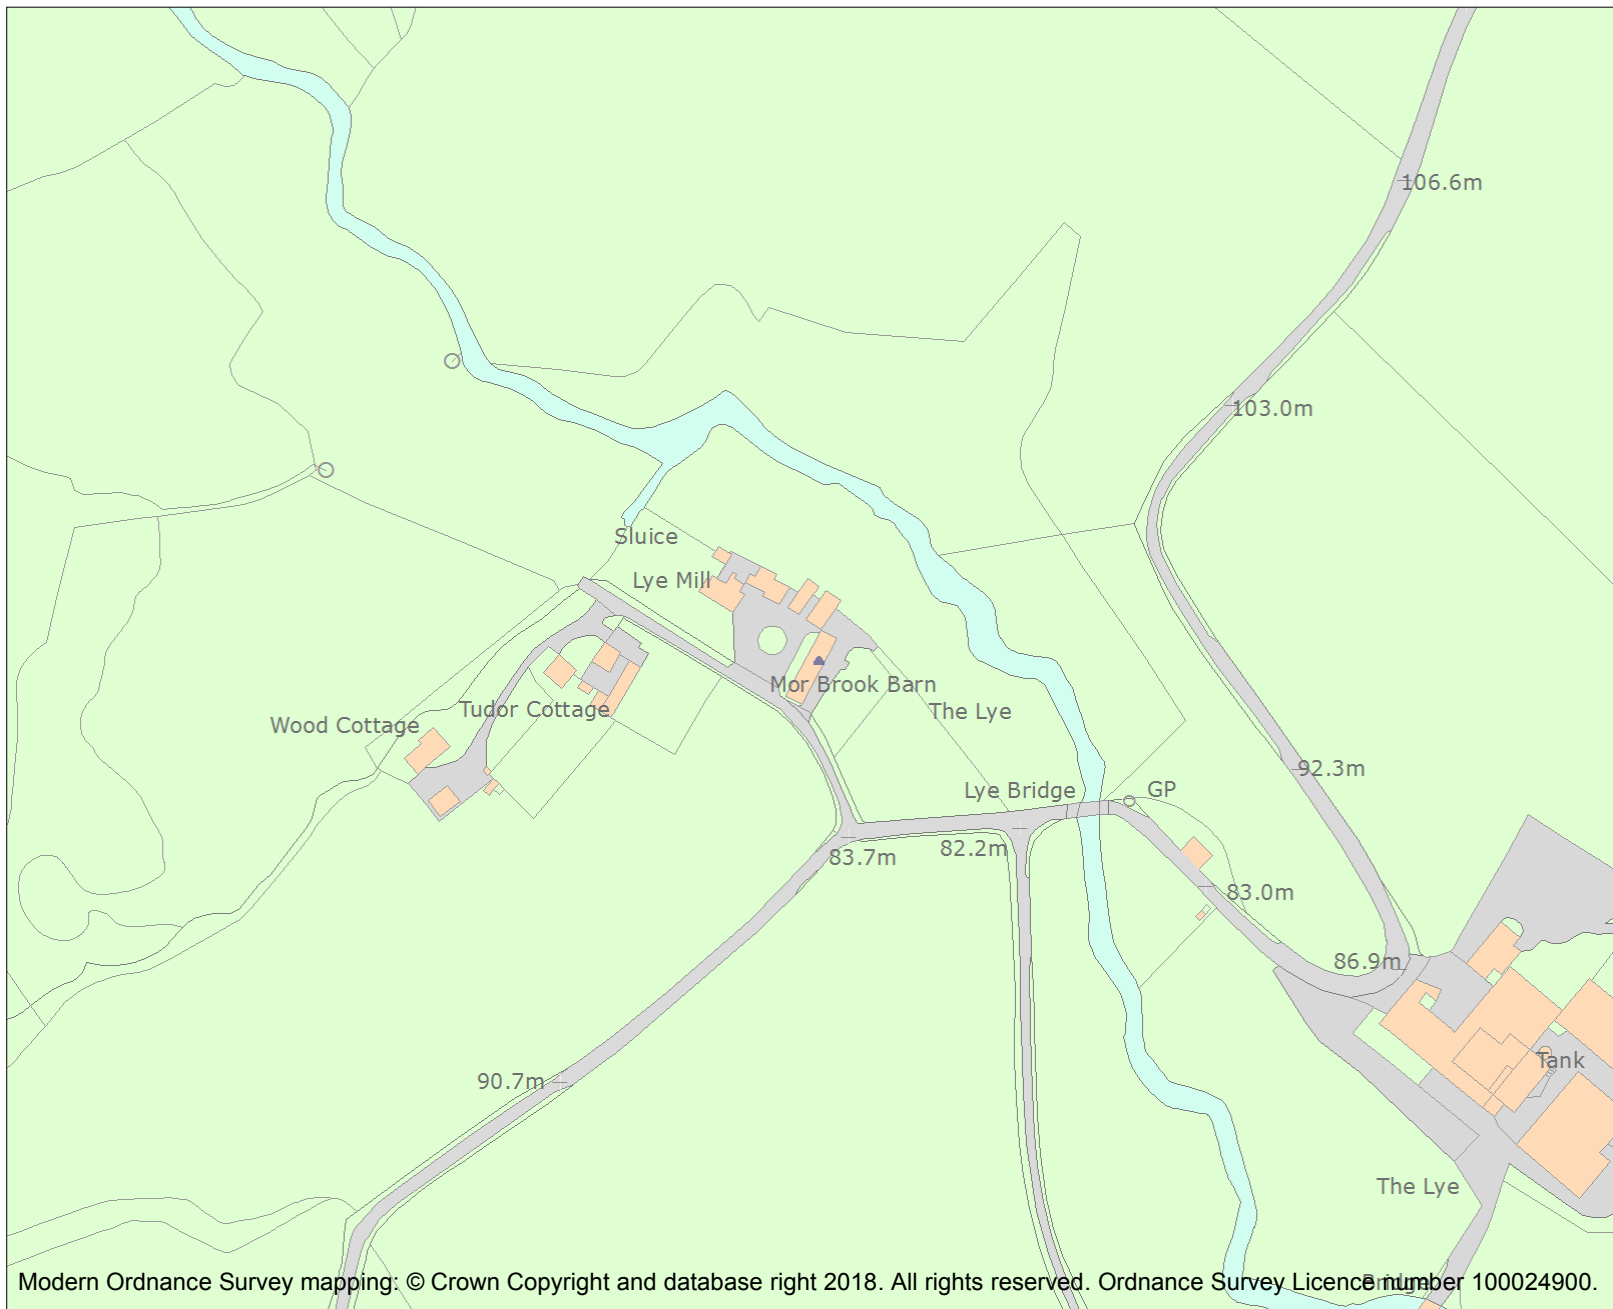 106.6m
103.0m
Sluice
Lye Mill
Mor Brook Barn
Tudor Cottage
The Lye
Wood Cottage
92.3m
Lye Bridge
GP
82.2m
83.7m
83.0m
86.9m
Tank
90.7m
The Lye
Bridge
Modern Ordnance Survey mapping: © Crown Copyright and database right 2018. All rights reserved. Ordnance Survey Licence number 100024900.